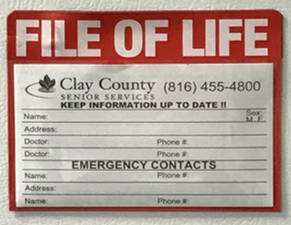 FILE OF LIFE
Clay County (816) 455-4800
SENIOR SERVICES
KEEP INFORMATION UP TO DATE !!
Name: Sex:
M F
Address:
Doctor: Phone #:
Doctor: Phone #:
EMERGENCY CONTACTS
Name: Phone #:
Address:
Name: Phone #: